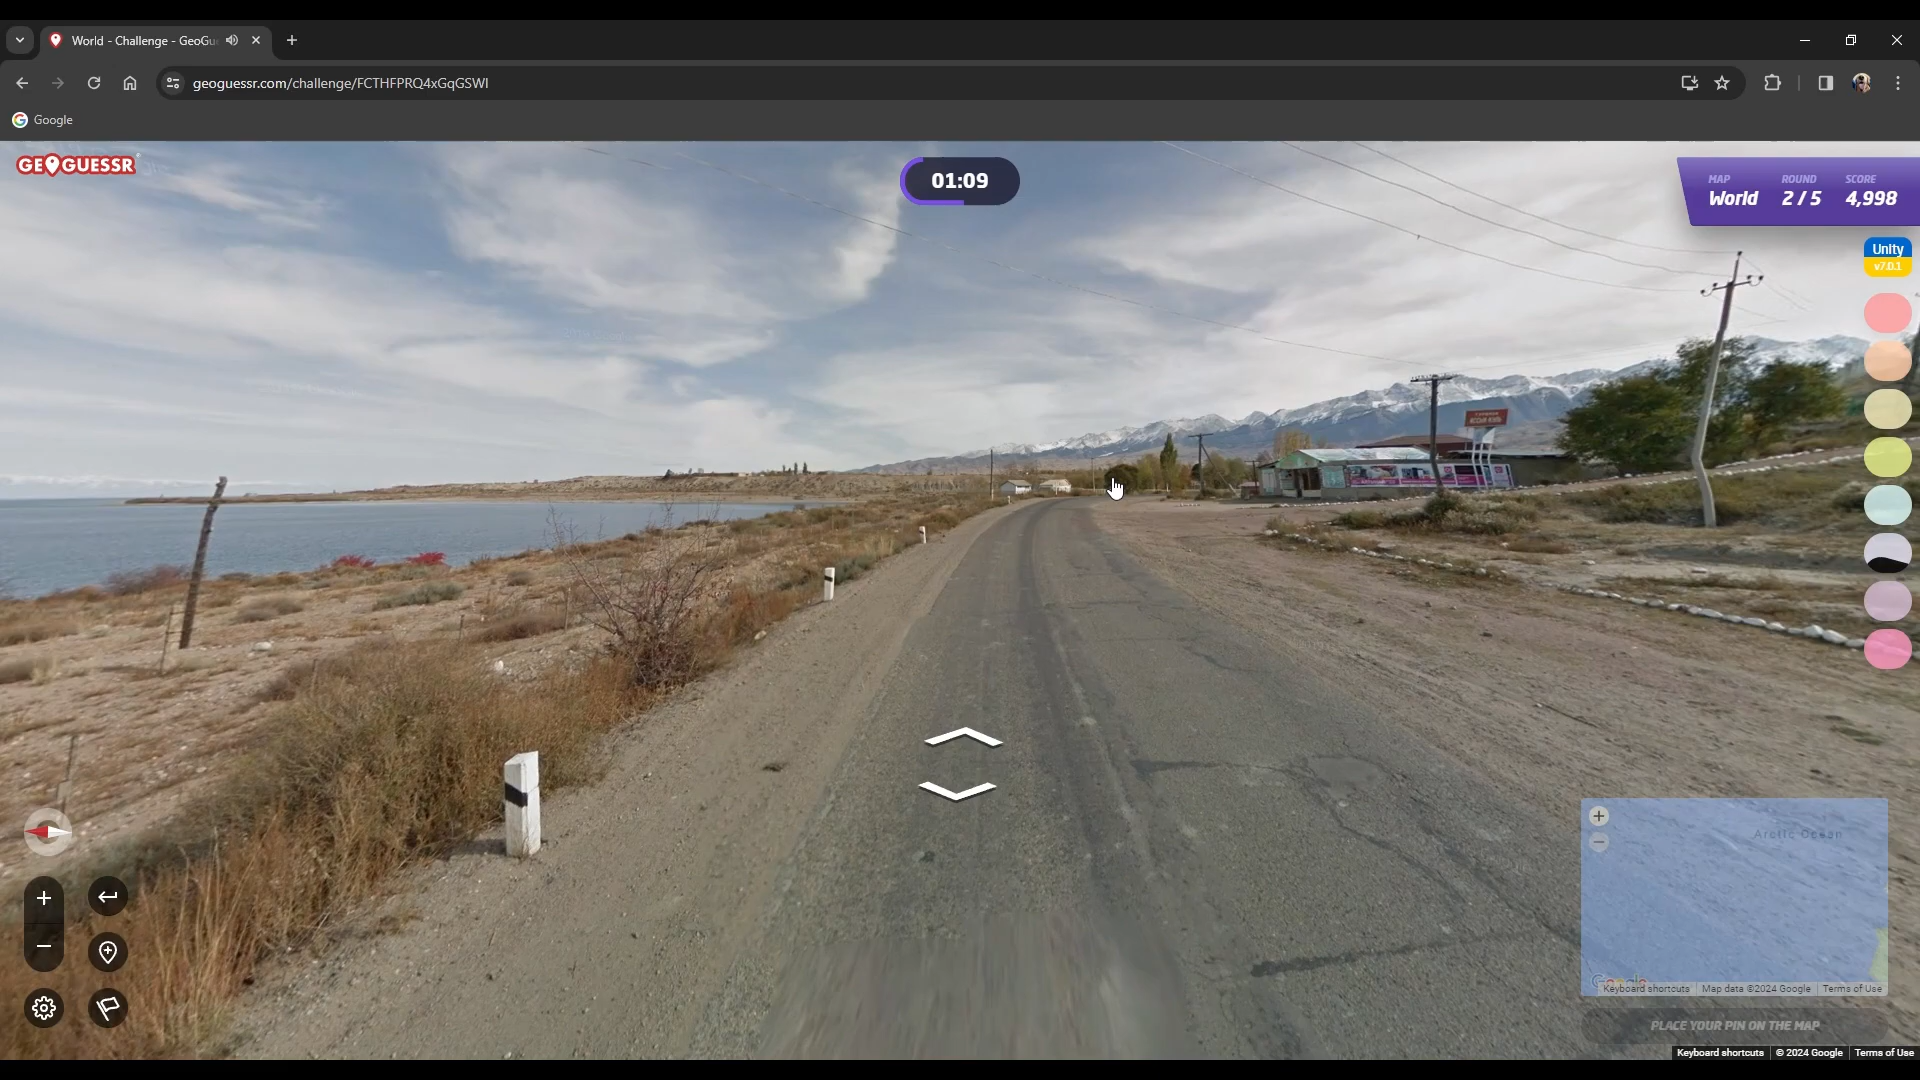 World - Challenge - GeoGu
geoguessr.com/challenge/FCTHFPRQ4xGqGSWI
Google
GEOGUESSR
01:09
MAP ROUND SCORE
World 2 / 5 4,998
Unity
v7.0.1
Arctic Ocean
Google
Keyboard shortcuts Map data ©2024 Google Terms of Use
PLACE YOUR PIN ON THE MAP
Keyboard shortcuts © 2024 Google Terms of Use